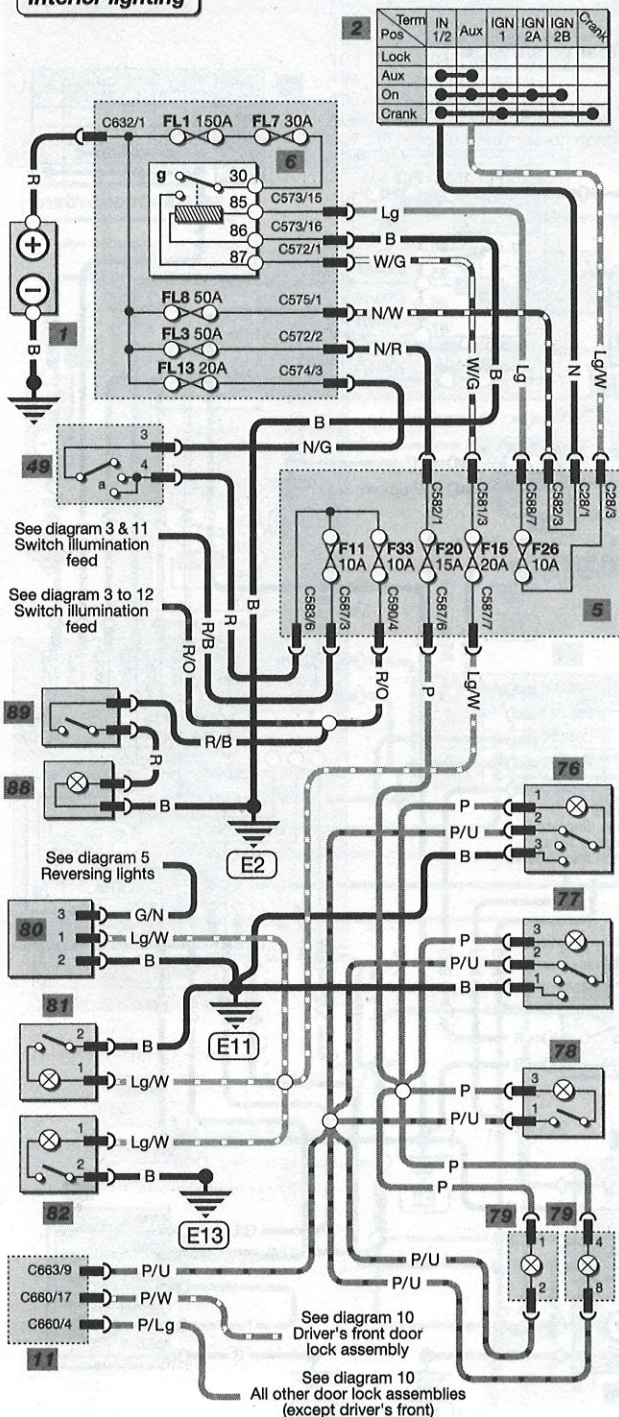 Interior lighting
2
Term IN Aux IGN IGN IGN Crank
Pos 1/2 1 2A 2B
Lock
Aux
On
Crank
C632/1 FL1 150A FL7 30A
6
g
30
85 C573/15 Lg
86 C573/16 B
87 C572/1 W/G
R
FL8 50A C575/1 N/W
FL3 50A C572/2 N/R
FL13 20A C574/3
1
B
W/G
B
Lg
N
Lg/W
B
N/G
49
3
4
a
C582/1
C581/3
C588/7
C582/3
C28/1
C28/3
See diagram 3 & 11
Switch illumination
feed
F11 F33 F20 F15 F26
10A 10A 15A 20A 10A
5
C583/6
C587/3
C590/4
C587/6
C587/7
See diagram 3 to 12
Switch illumination
feed
R/O
R/B
R
B
R/O
P
Lg/W
89
R/B
R
88
B
E2
76
P 1
P/U 2
B 3
See diagram 5
Reversing lights
80
3 G/N
1 Lg/W
2 B
77
P 3
P/U 2
B 1
E11
81
2 B
1 Lg/W
78
P 3
P/U 1
82
1 Lg/W
2 B
E13
P
P
79 79
1 4
2 8
P/U
P/U
11
C663/9 P/U
C660/17 P/W
C660/4 P/Lg
See diagram 10
Driver's front door
lock assembly
See diagram 10
All other door lock assemblies
(except driver's front)